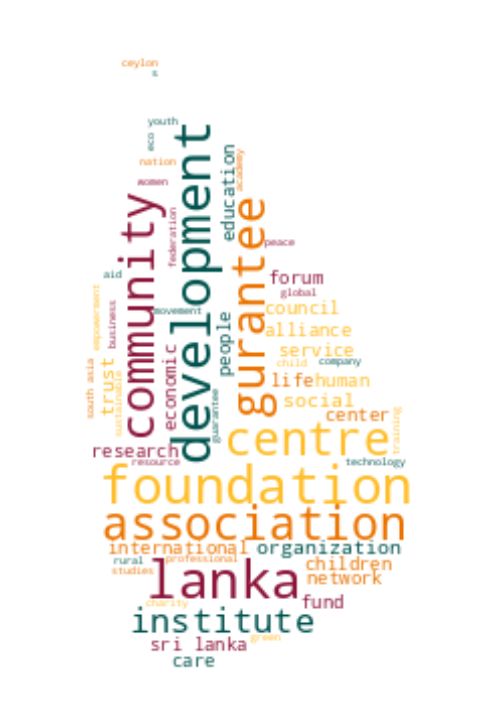 ceylon
s
youth
eco
development
education
academy
nation
women
community
federation
gurantee
peace
aid
forum
global
empowerment
business
movement
council
people
alliance
economic
service
south asia
trust
sustainable
child
company
life
human
guarantee
social
center
training
centre
research
resource
technology
foundation
association
international
organization
rural
professional
children
studies
network
lanka
charity
fund
institute
green
sri lanka
care